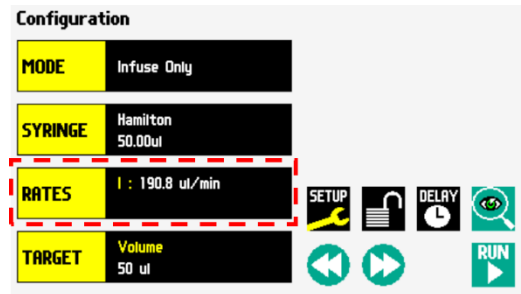 Configuration
MODE
Infuse Only
SYRINGE
Hamilton
50.00ul
RATES
I : 190.8 ul/min
TARGET
Volume
50 ul
SETUP
DELAY
RUN